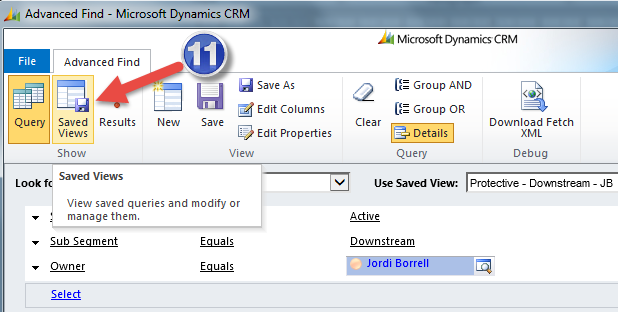 Advanced Find - Microsoft Dynamics CRM
Microsoft Dynamics CRM
File
Advanced Find
11
Query
Saved Views
Results
New
Save
Save As
Edit Columns
Edit Properties
Clear
Group AND
Group OR
Details
Download Fetch XML
Show
View
Query
Debug
Use Saved View: Protective - Downstream - JB
Saved Views
View saved queries and modify or
manage them.
Active
Sub Segment Equals Downstream
Owner Equals Jordi Borrell
Select